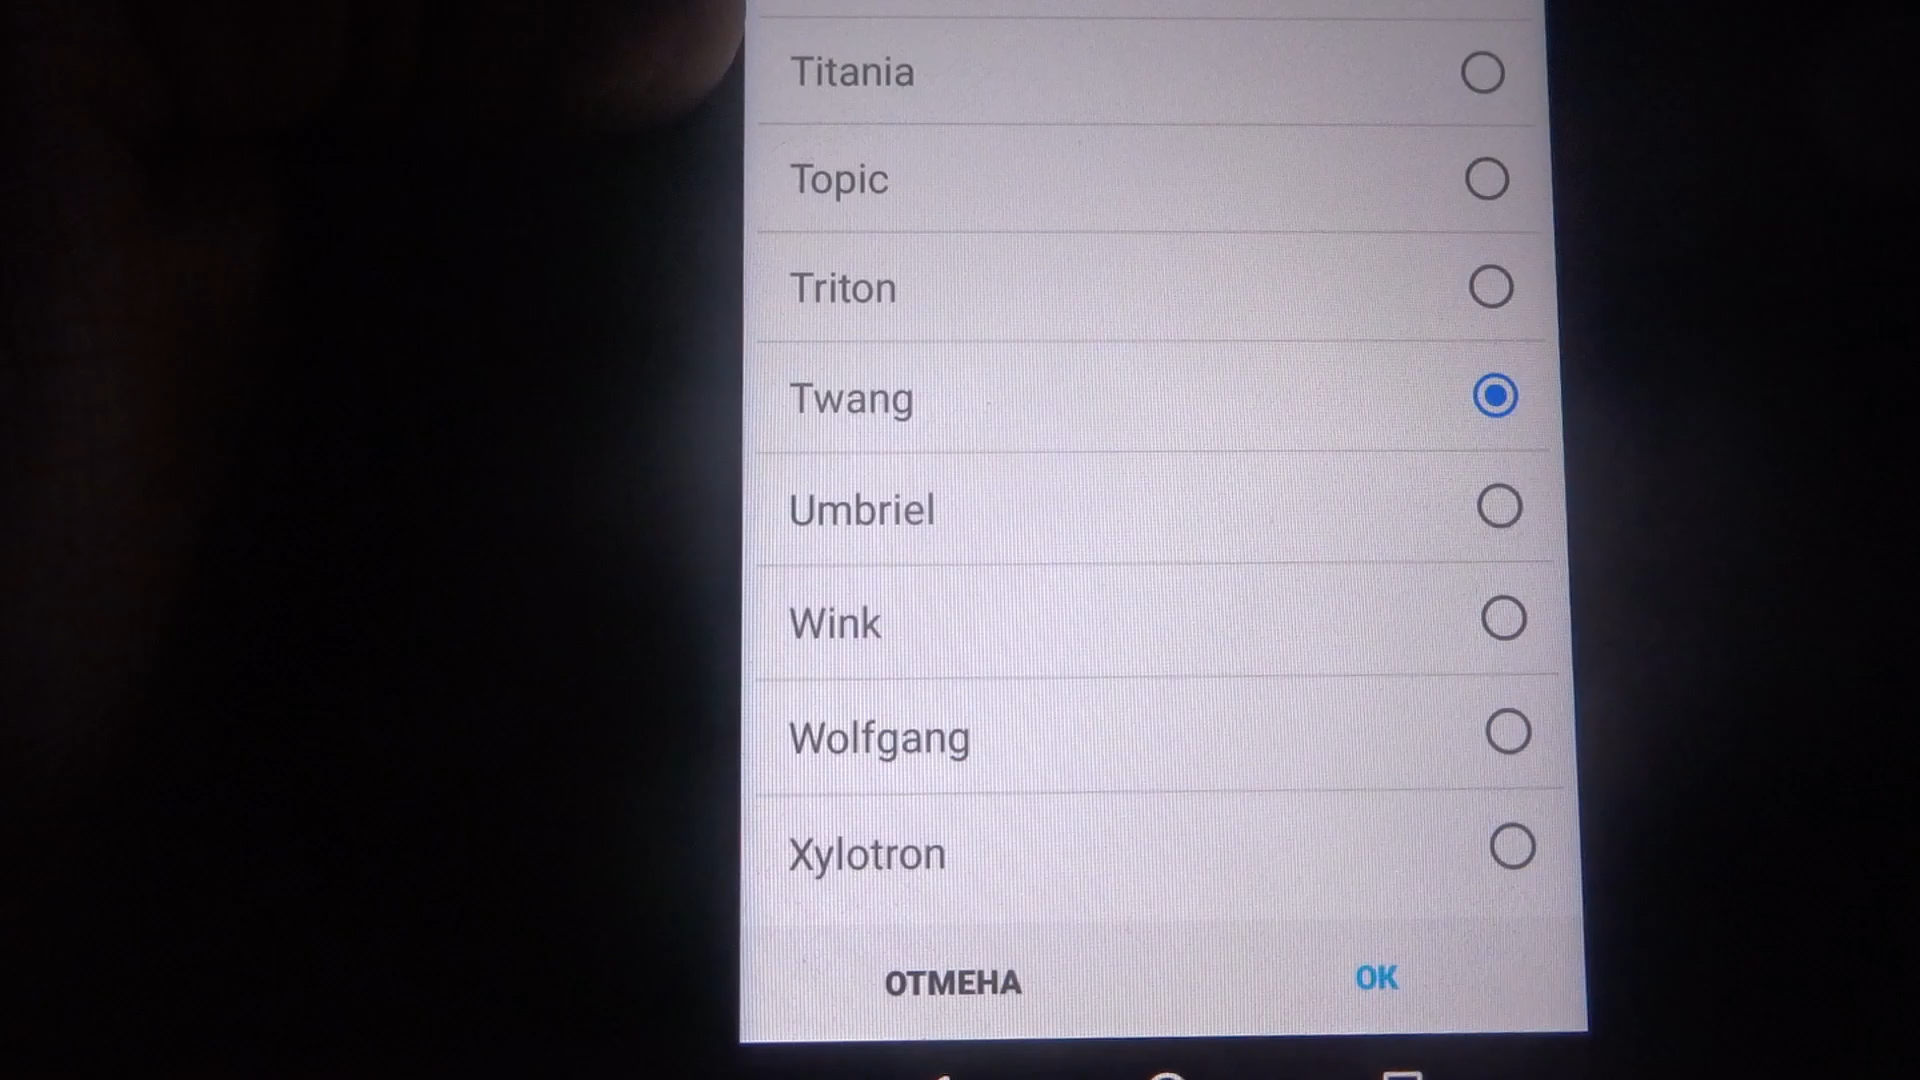 Titania
Topic
Triton
Twang
Umbriel
Wink
Wolfgang
Xylotron
ОТМЕНА
OK